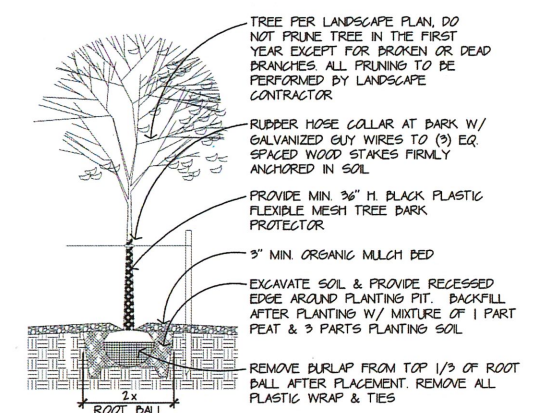 TREE PER LANDSCAPE PLAN, DO
NOT PRUNE TREE IN THE FIRST
YEAR EXCEPT FOR BROKEN OR DEAD
BRANCHES. ALL PRUNING TO BE
PERFORMED BY LANDSCAPE
CONTRACTOR
RUBBER HOSE COLLAR AT BARK W/
GALVANIZED GUY WIRES TO (3) EQ.
SPACED WOOD STAKES FIRMLY
ANCHORED IN SOIL
PROVIDE MIN. 36" H. BLACK PLASTIC
FLEXIBLE MESH TREE BARK
PROTECTOR
3" MIN. ORGANIC MULCH BED
EXCAVATE SOIL & PROVIDE RECESSED
EDGE AROUND PLANTING PIT. BACKFILL
AFTER PLANTING W/ MIXTURE OF 1 PART
PEAT & 3 PARTS PLANTING SOIL
REMOVE BURLAP FROM TOP 1/3 OF ROOT
BALL AFTER PLACEMENT. REMOVE ALL
PLASTIC WRAP & TIES
2x
ROOT BALL